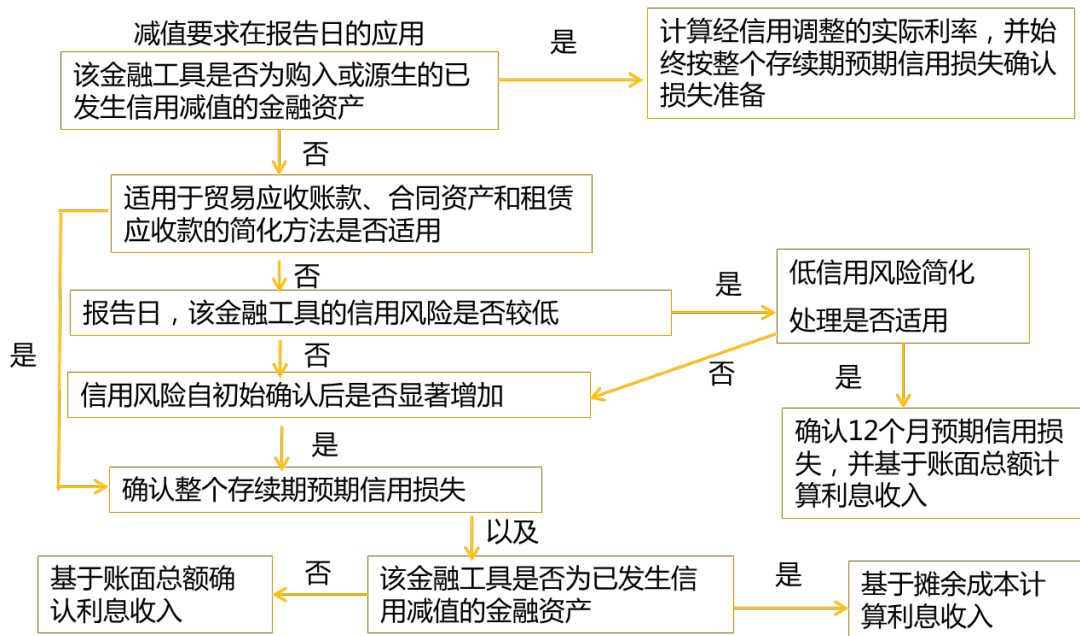 减值要求在报告日的应用
是
计算经信用调整的实际利率，并始
终按整个存续期预期信用损失确认
损失准备
该金融工具是否为购入或源生的已
发生信用减值的金融资产
否
适用于贸易应收账款、合同资产和租赁
应收款的简化方法是否适用
否
是
低信用风险简化
处理是否适用
报告日，该金融工具的信用风险是否较低
是
否
否
是
信用风险自初始确认后是否显著增加
确认12个月预期信用损
失，并基于账面总额计
算利息收入
是
确认整个存续期预期信用损失
以及
基于账面总额确
认利息收入
否
该金融工具是否为已发生信
用减值的金融资产
是
基于摊余成本计
算利息收入